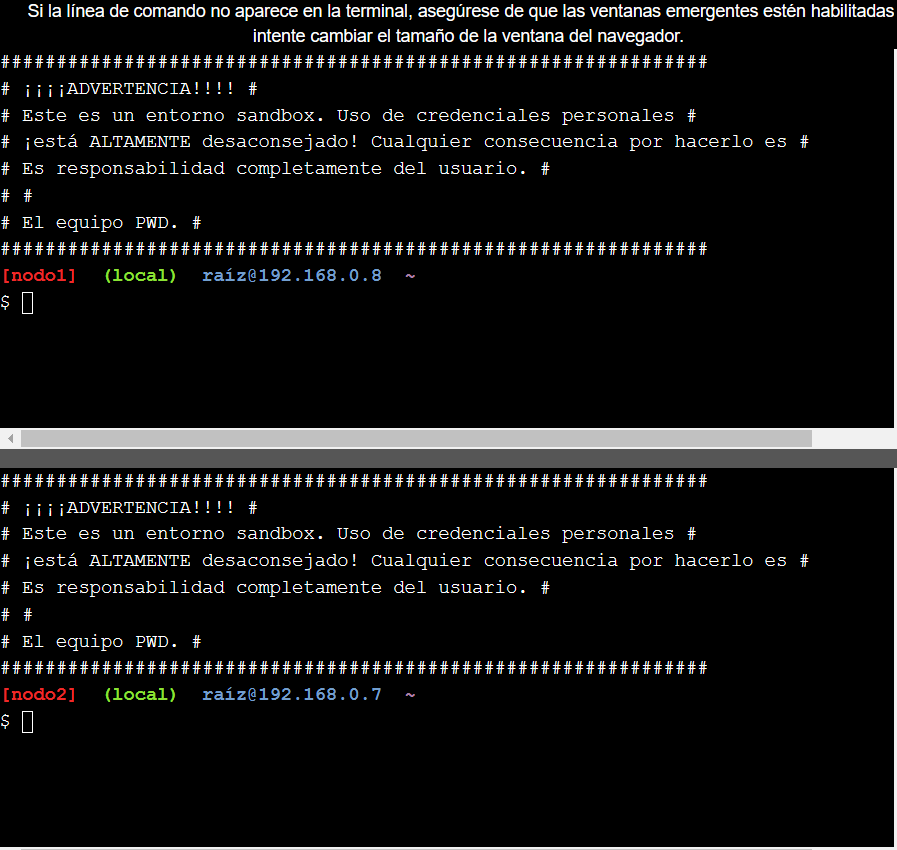 Si la línea de comando no aparece en la terminal, asegúrese de que las ventanas emergentes estén habilitadas
intente cambiar el tamaño de la ventana del navegador.
###############################################################
# ¡¡¡¡ADVERTENCIA!!!! #
# Este es un entorno sandbox. Uso de credenciales personales #
# ¡está ALTAMENTE desaconsejado! Cualquier consecuencia por hacerlo es #
# Es responsabilidad completamente del usuario. #
# #
# El equipo PWD. #
###############################################################
[nodo1] (local) raíz@192.168.0.8 ~
$
###############################################################
# ¡¡¡¡ADVERTENCIA!!!! #
# Este es un entorno sandbox. Uso de credenciales personales #
# ¡está ALTAMENTE desaconsejado! Cualquier consecuencia por hacerlo es #
# Es responsabilidad completamente del usuario. #
# #
# El equipo PWD. #
###############################################################
[nodo2] (local) raíz@192.168.0.7 ~
$